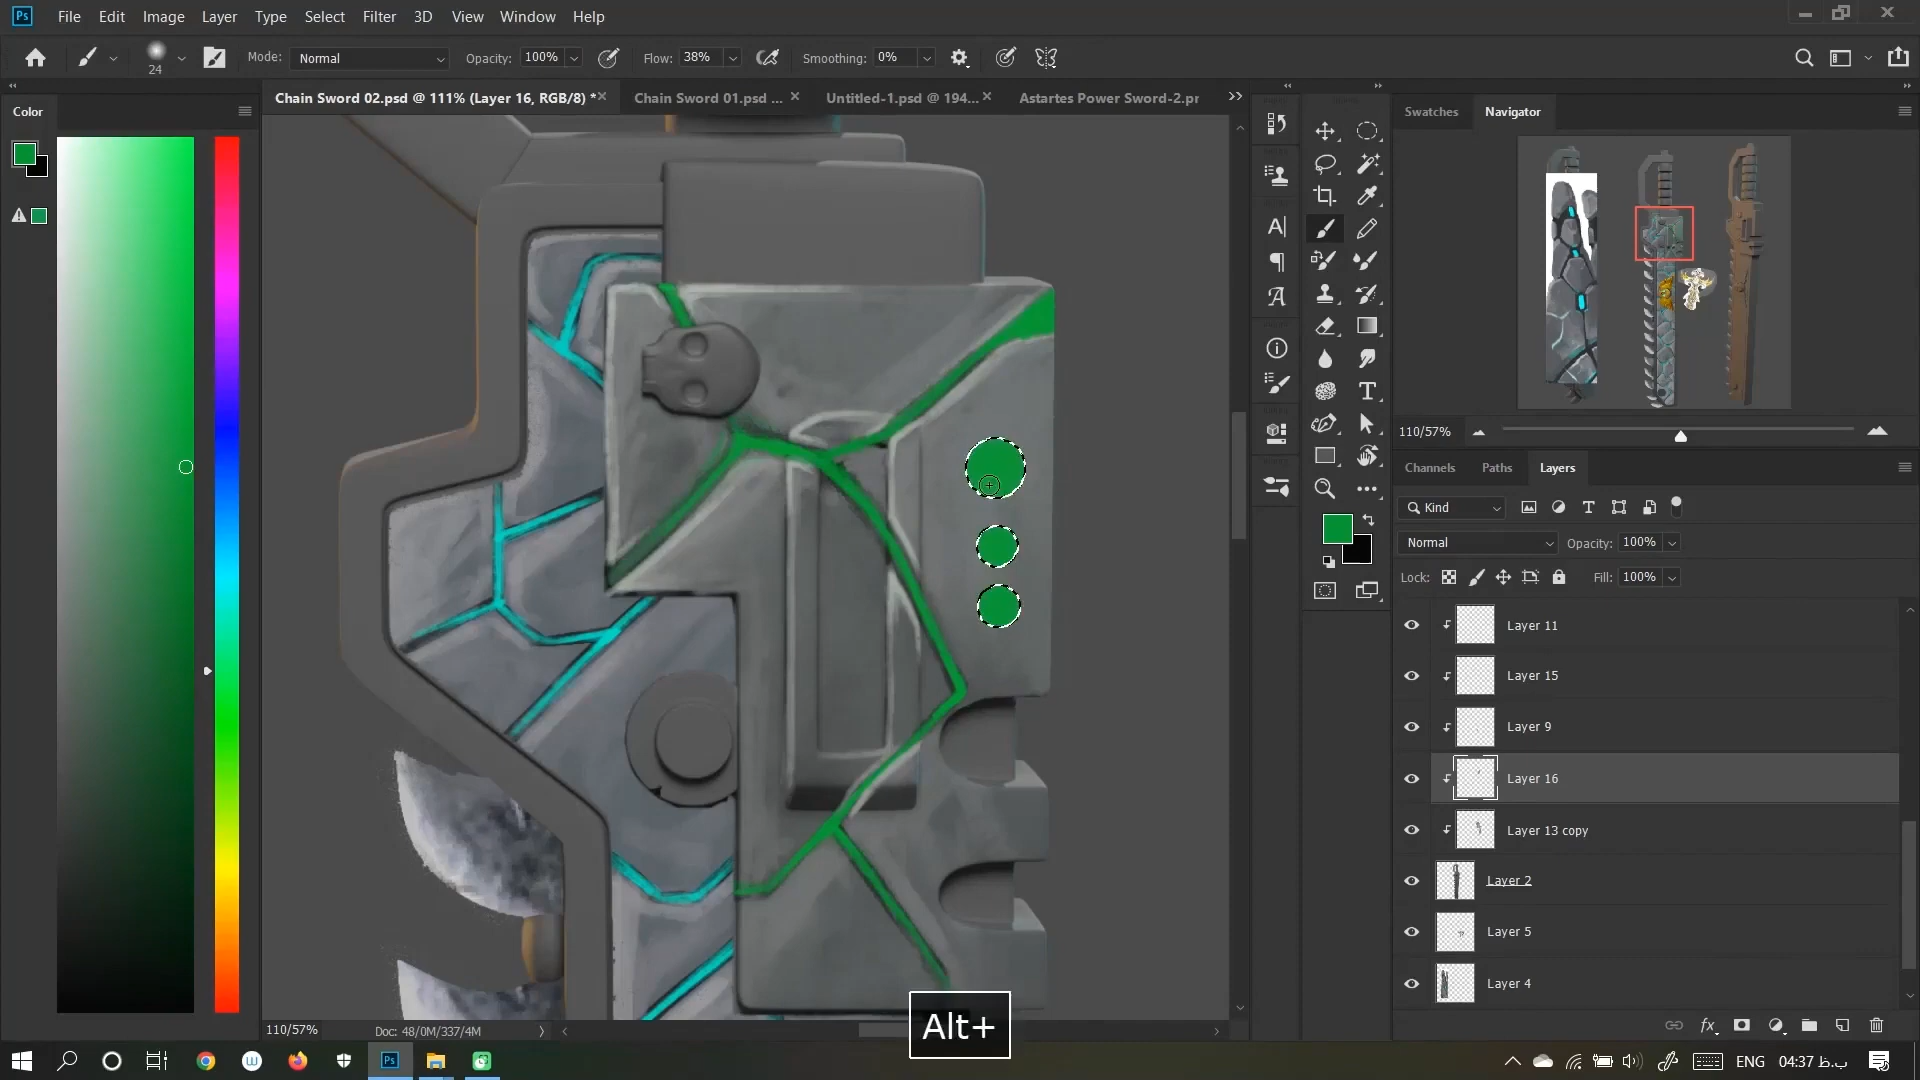 File Edit Image Layer Type Select Filter 3D View Window Help
24 Mode: Normal Opacity: 100% Flow: 38% Smoothing: 0%
Chain Sword 02.psd @ 111% (Layer 16, RGB/8) * Chain Sword 01.psd ... Untitled-1.psd @ 194... Astartes Power Sword-2.pr
Color
Swatches Navigator
110/57%
Channels Paths Layers
Kind
Normal Opacity: 100%
Lock: Fill: 100%
Layer 11
Layer 15
Layer 9
Layer 16
Layer 13 copy
Layer 2
Layer 5
Layer 4
Alt+
110/57% Doc: 48/0M/337/4M
ENG 04:37 ب.ظ